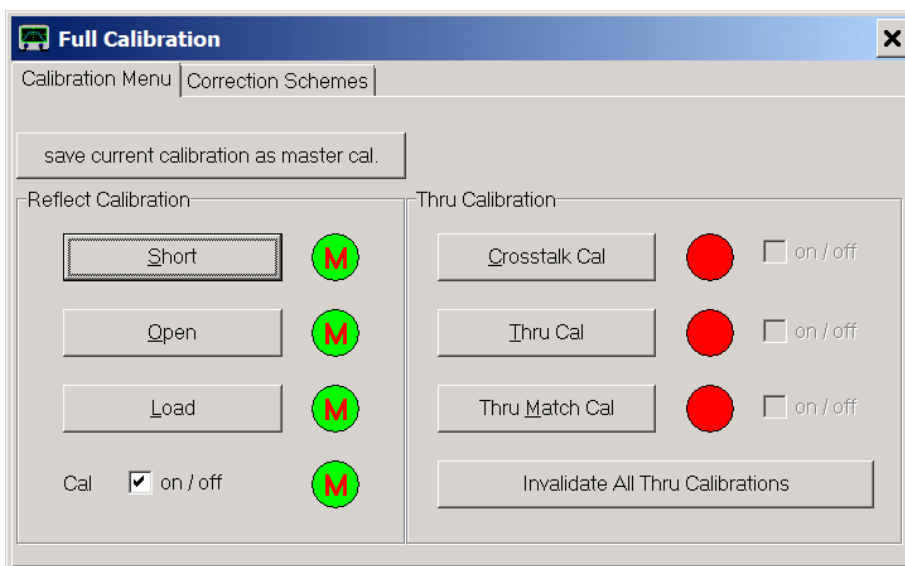 Full Calibration
Calibration Menu
Correction Schemes
save current calibration as master cal.
Reflect Calibration
Short
M
Open
M
Load
M
Cal
on / off
M
Thru Calibration
Crosstalk Cal
on / off
Thru Cal
on / off
Thru Match Cal
on / off
Invalidate All Thru Calibrations